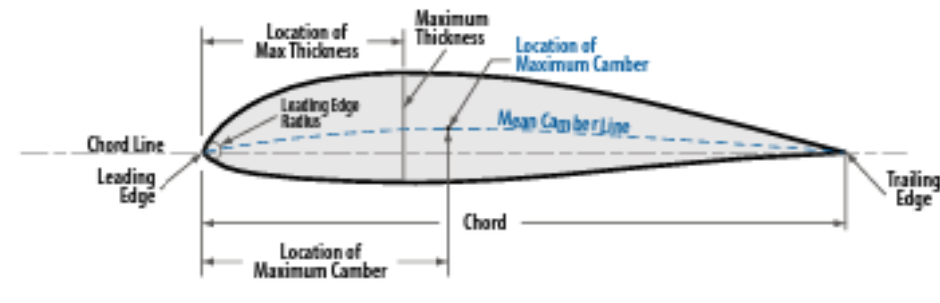 Location of
Max Thickness
Maximum
Thickness
Location of
Maximum Camber
Leading Edge
Radius
Mean Camber Line
Chord Line
Leading
Edge
Trailing
Edge
Chord
Location of
Maximum Camber